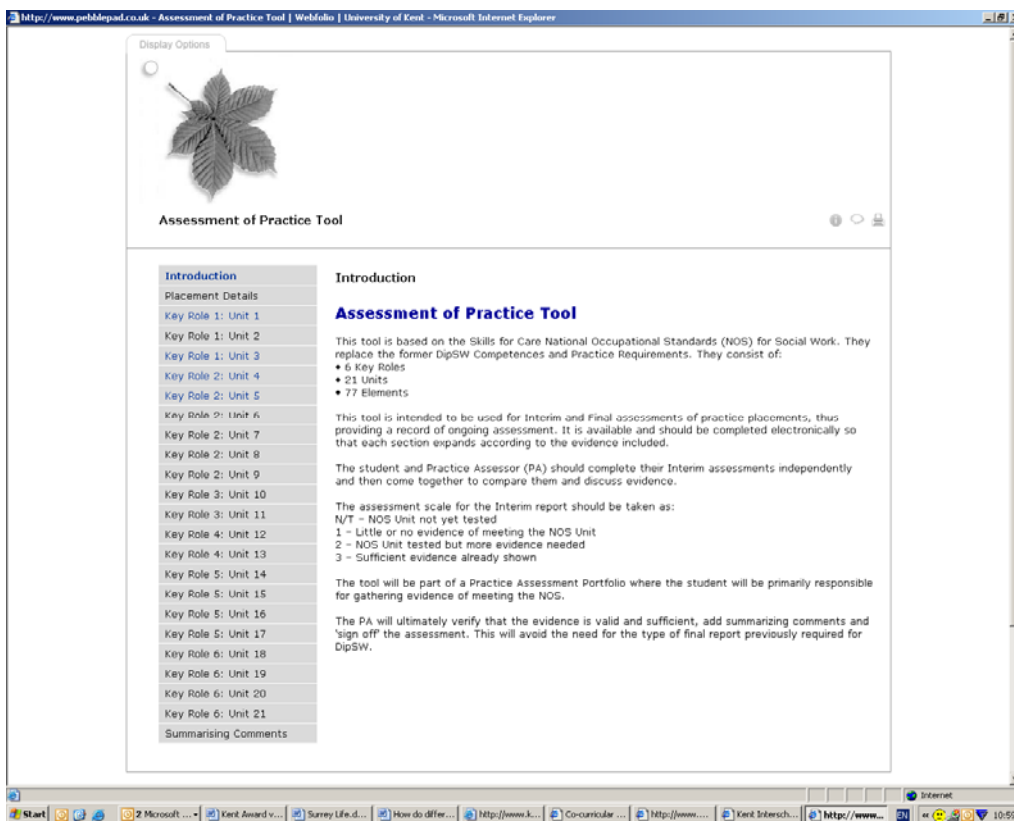 http://www.pebblepad.co.uk - Assessment of Practice Tool | Webfolio | University of Kent - Microsoft Internet Explorer
Display Options
Assessment of Practice Tool
Introduction
Placement Details
Key Role 1: Unit 1
Key Role 1: Unit 2
Key Role 1: Unit 3
Key Role 2: Unit 4
Key Role 2: Unit 5
Key Role 2: Unit 6
Key Role 2: Unit 7
Key Role 2: Unit 8
Key Role 2: Unit 9
Key Role 3: Unit 10
Key Role 3: Unit 11
Key Role 4: Unit 12
Key Role 4: Unit 13
Key Role 5: Unit 14
Key Role 5: Unit 15
Key Role 5: Unit 16
Key Role 5: Unit 17
Key Role 6: Unit 18
Key Role 6: Unit 19
Key Role 6: Unit 20
Key Role 6: Unit 21
Summarising Comments
Introduction
Assessment of Practice Tool
This tool is based on the Skills for Care National Occupational Standards (NOS) for Social Work. They
replace the former DipSW Competences and Practice Requirements. They consist of:
• 6 Key Roles
• 21 Units
• 77 Elements
This tool is intended to be used for Interim and Final assessments of practice placements, thus
providing a record of ongoing assessment. It is available and should be completed electronically so
that each section expands according to the evidence included.
The student and Practice Assessor (PA) should complete their Interim assessments independently
and then come together to compare them and discuss evidence.
The assessment scale for the Interim report should be taken as:
N/T – NOS Unit not yet tested
1 – Little or no evidence of meeting the NOS Unit
2 – NOS Unit tested but more evidence needed
3 – Sufficient evidence already shown
The tool will be part of a Practice Assessment Portfolio where the student will be primarily responsible
for gathering evidence of meeting the NOS.
The PA will ultimately verify that the evidence is valid and sufficient, add summarizing comments and
'sign off' the assessment. This will avoid the need for the type of final report previously required for
DipSW.
Internet
Start
2 Microsoft ...
Kent Award v...
Surrey Life.d...
How do differ...
http://www.k...
Co-curricular ...
http://www....
Kent Intersch...
http://www...
EN
10:59